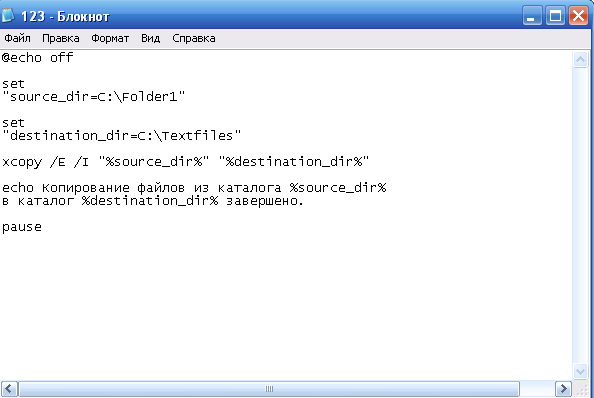 123 - Блокнот
Файл Правка Формат Вид Справка
@echo off
set
"source_dir=C:\Folder1"
set
"destination_dir=C:\Textfiles"
xcopy /E /I "%source_dir%" "%destination_dir%"
echo Копирование файлов из каталога %source_dir%
в каталог %destination_dir% завершено.
pause